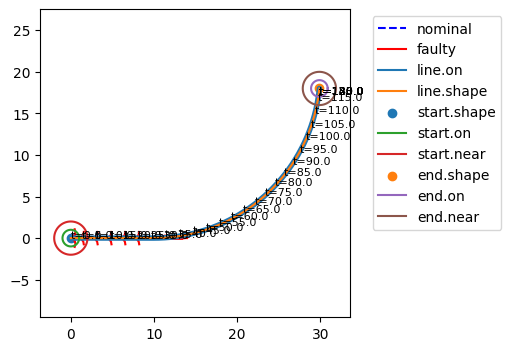 25
20
15
10
5
0
−5
0
10
20
30
t=115.0
t=110.0
t=105.0
t=100.0
t=95.0
t=90.0
t=85.0
t=80.0
t=75.0
t=70.0
t=65.0
t=60.0
nominal
faulty
line.on
line.shape
start.shape
start.on
start.near
end.shape
end.on
end.near